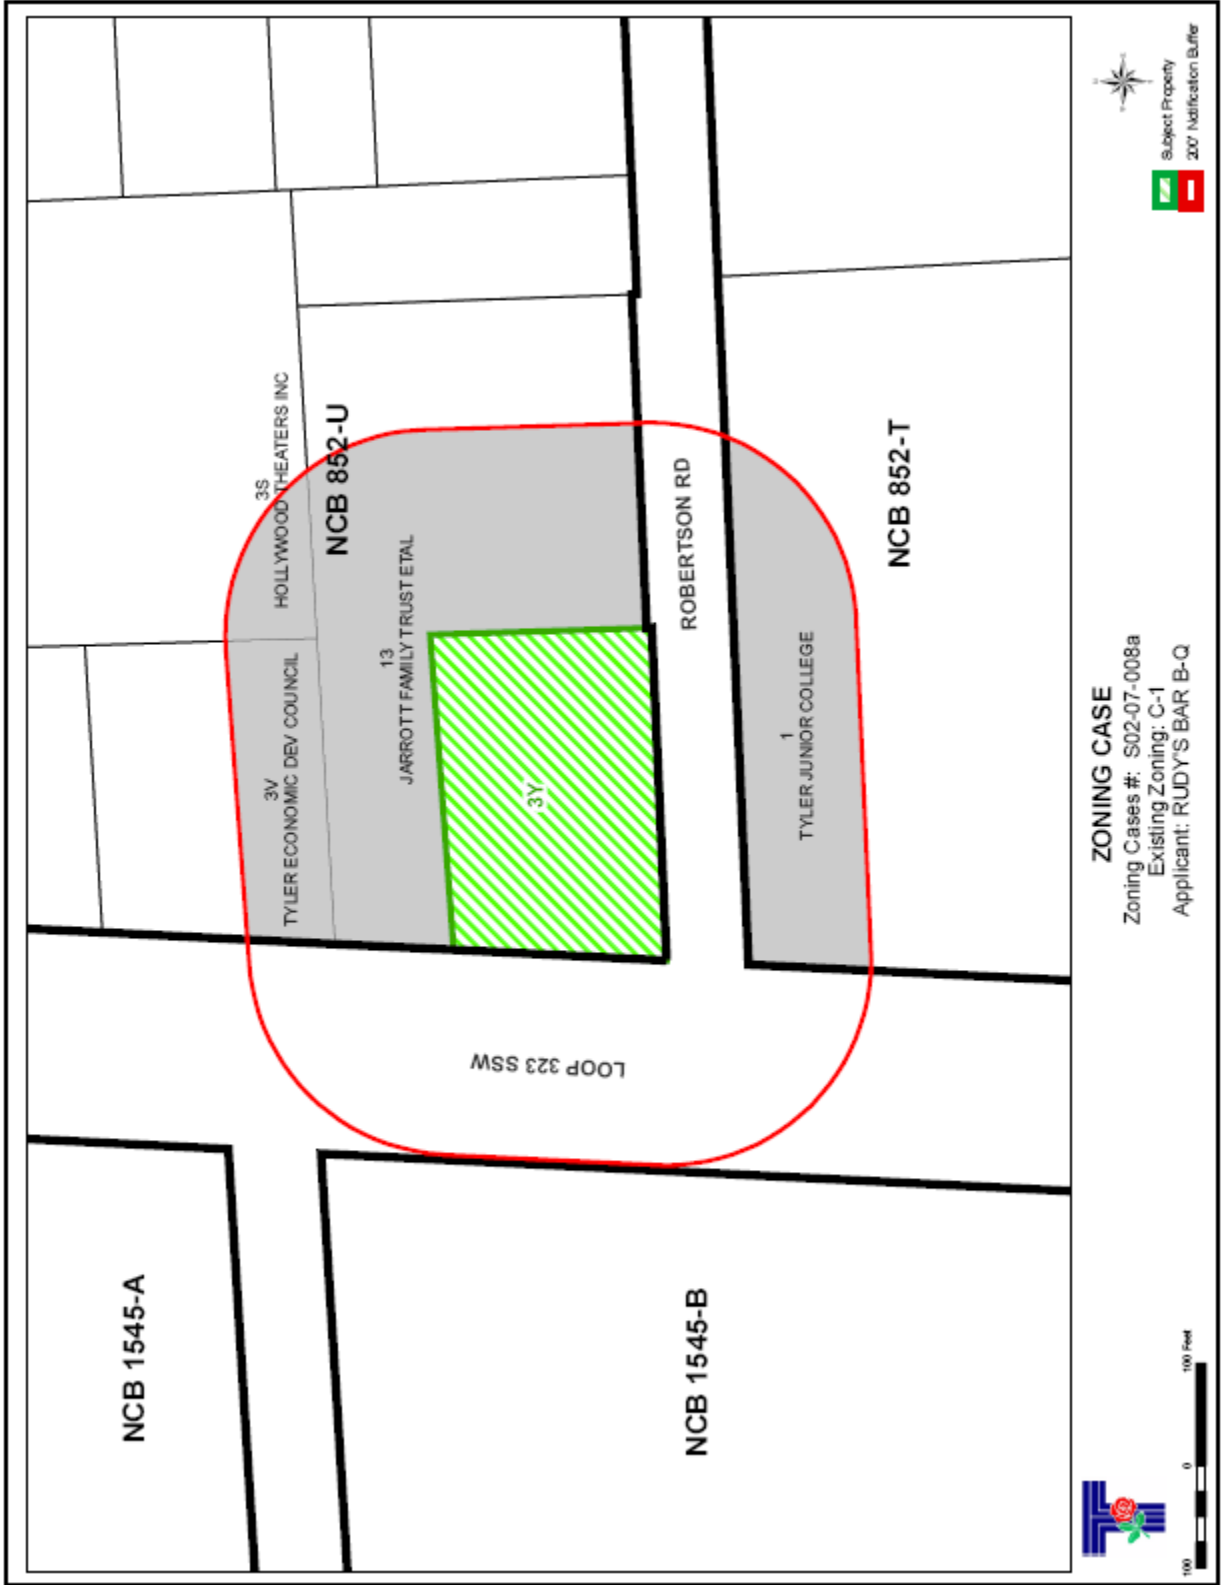 NCB 1545-A
NCB 1545-B
LOOP 323 SSW
3V
TYLER ECONOMIC DEV COUNCIL
3S
HOLLYWOOD THEATERS INC
NCB 852-U
13
JARROTT FAMILY TRUST ETAL
3Y
ROBERTSON RD
1
TYLER JUNIOR COLLEGE
NCB 852-T
ZONING CASE
Zoning Cases #: S02-07-008a
Existing Zoning: C-1
Applicant: RUDY'S BAR B-Q
100 0 100 Feet
Subject Property
200' Notification Buffer